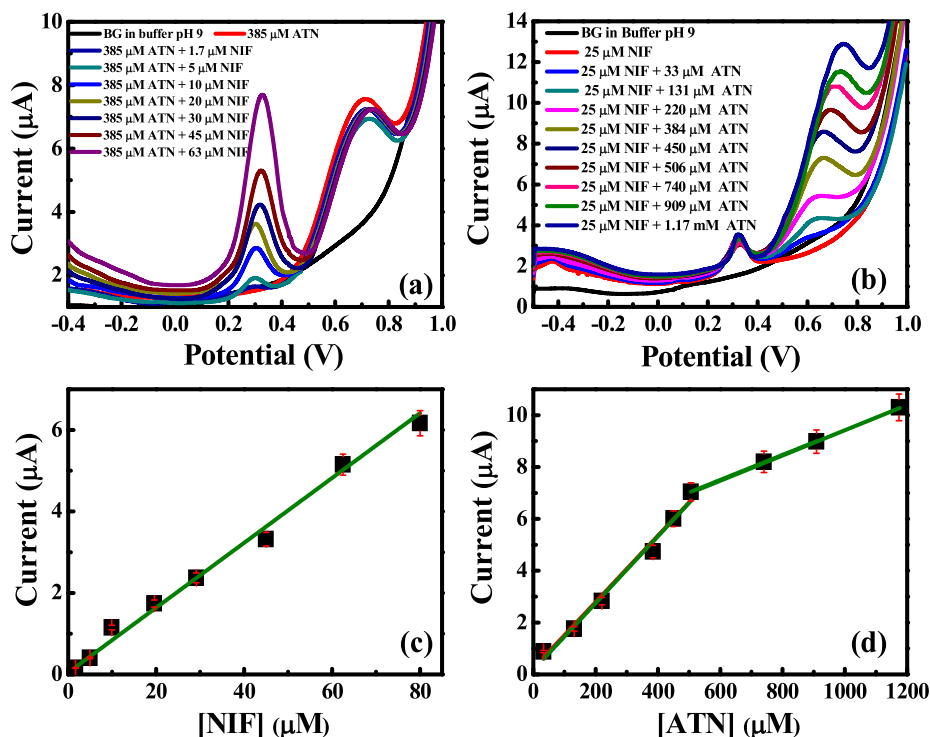 10
8
6
4
2
Current (μA)
BG in buffer pH 9 385 μM ATN
385 μM ATN + 1.7 μM NIF
385 μM ATN + 5 μM NIF
385 μM ATN + 10 μM NIF
385 μM ATN + 20 μM NIF
385 μM ATN + 30 μM NIF
385 μM ATN + 45 μM NIF
385 μM ATN + 63 μM NIF
(a)
-0.4 -0.2 0.0 0.2 0.4 0.6 0.8 1.0
Potential (V)
14
12
10
8
6
4
2
0
Current (μA)
BG in Buffer pH 9
25 μM NIF
25 μM NIF + 33 μM ATN
25 μM NIF + 131 μM ATN
25 μM NIF + 220 μM ATN
25 μM NIF + 384 μM ATN
25 μM NIF + 450 μM ATN
25 μM NIF + 506 μM ATN
25 μM NIF + 740 μM ATN
25 μM NIF + 909 μM ATN
25 μM NIF + 1.17 mM ATN
(b)
-0.4 -0.2 0.0 0.2 0.4 0.6 0.8 1.0
Potential (V)
6
4
2
0
Current (μA)
(c)
0 20 40 60 80
[NIF] (μM)
10
8
6
4
2
0
Current (μA)
(d)
0 200 400 600 800 1000 1200
[ATN] (μM)